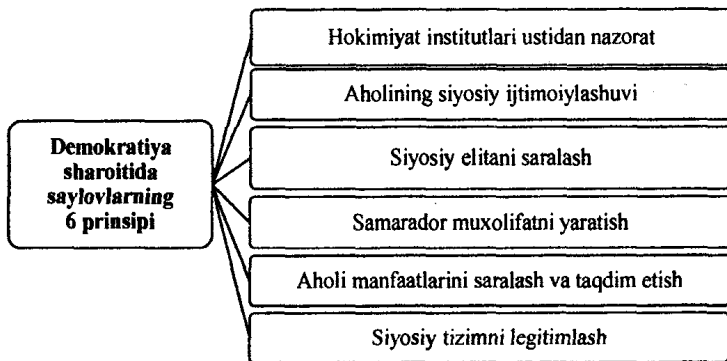 Demokratiya
sharoitida
saylovlarning
6 prinsipi
Hokimiyat institutlari ustidan nazorat
Aholining siyosiy ijtimoiylashuvi
Siyosiy elitani saralash
Samarador muxolifatni yaratish
Aholi manfaatlarini saralash va taqdim etish
Siyosiy tizimni legitimlash